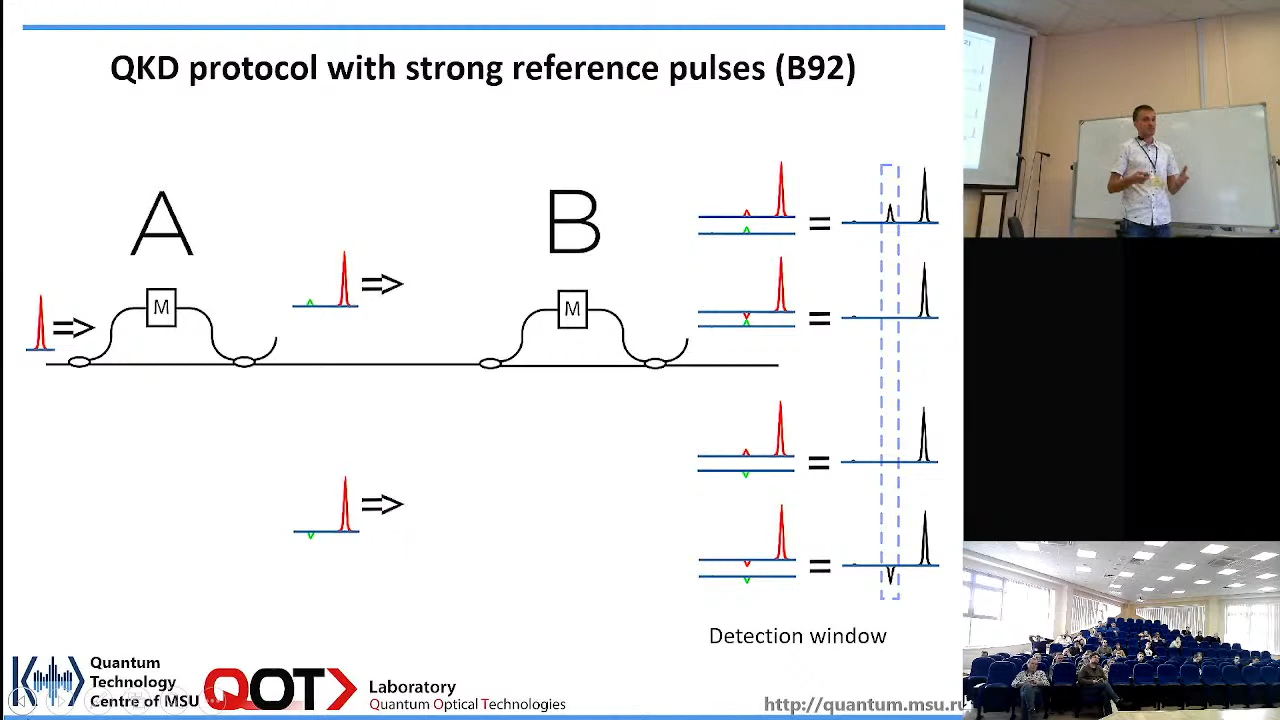 QKD protocol with strong reference pulses (B92)
A
B
M
M
=
=
=
=
Detection window
Quantum
Technology
Centre of MSU
QOT
Laboratory
Quantum Optical Technologies
http://quantum.msu.ru